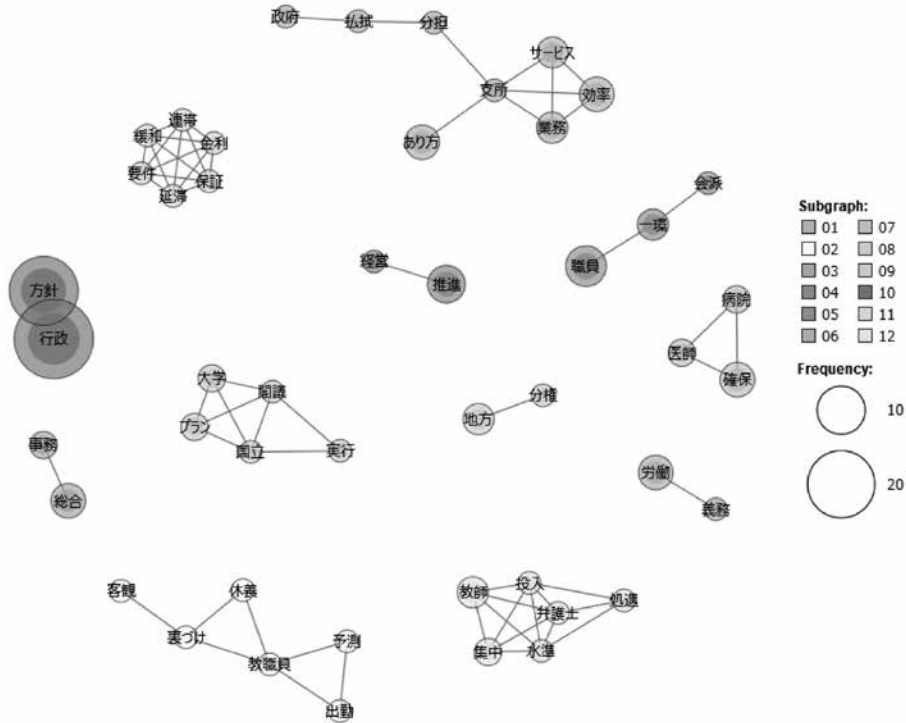 政府
払拭
分担
サービス
支所
効率
業務
あり方
連帯
緩和
金利
要件
保証
延滞
会派
一環
職員
経営
推進
方針
行政
病院
医師
確保
大学
閣議
プラン
国立
実行
地方
分権
事務
総合
労働
義務
客観
休養
裏づけ
教職員
予測
出勤
教師
投入
弁護士
処遇
集中
水準
Subgraph:
01 07
02 08
03 09
04 10
05 11
06 12
Frequency:
10
20